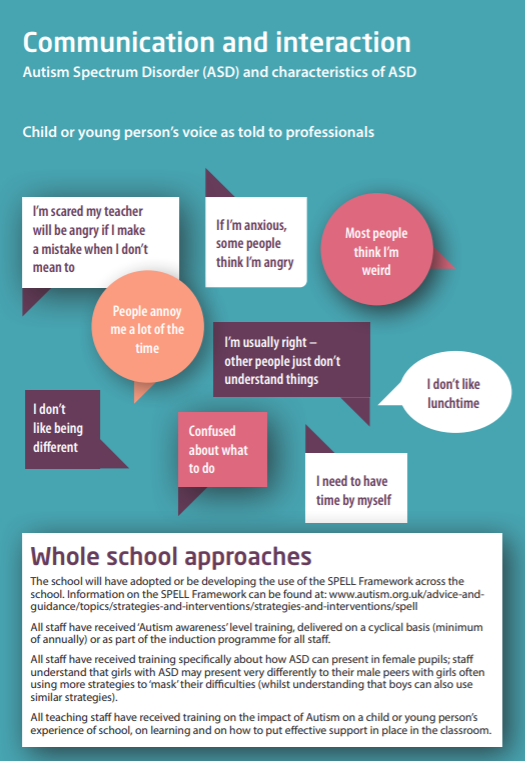 Communication and interaction
Autism Spectrum Disorder (ASD) and characteristics of ASD
Child or young person's voice as told to professionals
I'm scared my teacher
will be angry if I make
a mistake when I don't
mean to
If I'm anxious,
some people
think I'm angry
Most people
think I'm
weird
People annoy
me a lot of the
time
I'm usually right –
other people just don't
understand things
I don't like
lunchtime
I don't
like being
different
Confused
about what
to do
I need to have
time by myself
Whole school approaches
The school will have adopted or be developing the use of the SPELL Framework across the
school. Information on the SPELL Framework can be found at: www.autism.org.uk/advice-and-
guidance/topics/strategies-and-interventions/strategies-and-interventions/spell
All staff have received 'Autism awareness' level training, delivered on a cyclical basis (minimum
of annually) or as part of the induction programme for all staff.
All staff have received training specifically about how ASD can present in female pupils; staff
understand that girls with ASD may present very differently to their male peers with girls often
using more strategies to 'mask' their difficulties (whilst understanding that boys can also use
similar strategies).
All teaching staff have received training on the impact of Autism on a child or young person's
experience of school, on learning and on how to put effective support in place in the classroom.